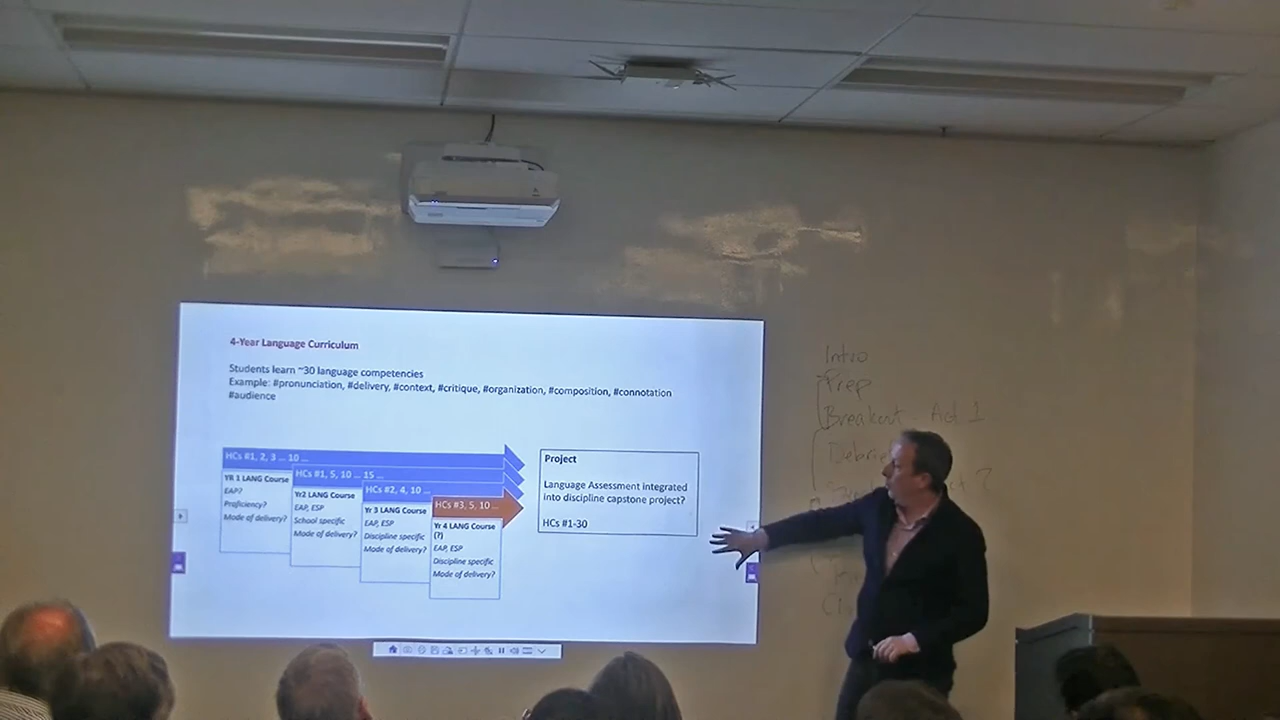 4-Year Language Curriculum
Students learn ~30 language competencies
Example: #pronunciation, #delivery, #context, #critique, #organization, #composition, #connotation
#audience
HCs #1, 2, 3 ... 10 ...
YR 1 LANG Course
EAP?
Proficiency?
Mode of delivery?
HCs #1, 5, 10 ... 15 ...
Yr2 LANG Course
EAP, ESP
School specific
Mode of delivery?
HCs #2, 4, 10 ...
Yr 3 LANG Course
EAP, ESP
Discipline specific
Mode of delivery?
HCs #3, 5, 10 ...
Yr 4 LANG Course
(?)
EAP, ESP
Discipline specific
Mode of delivery?
Project
Language Assessment integrated
into discipline capstone project?
HCs #1-30
Intro
Prep
Breakout - Act 1